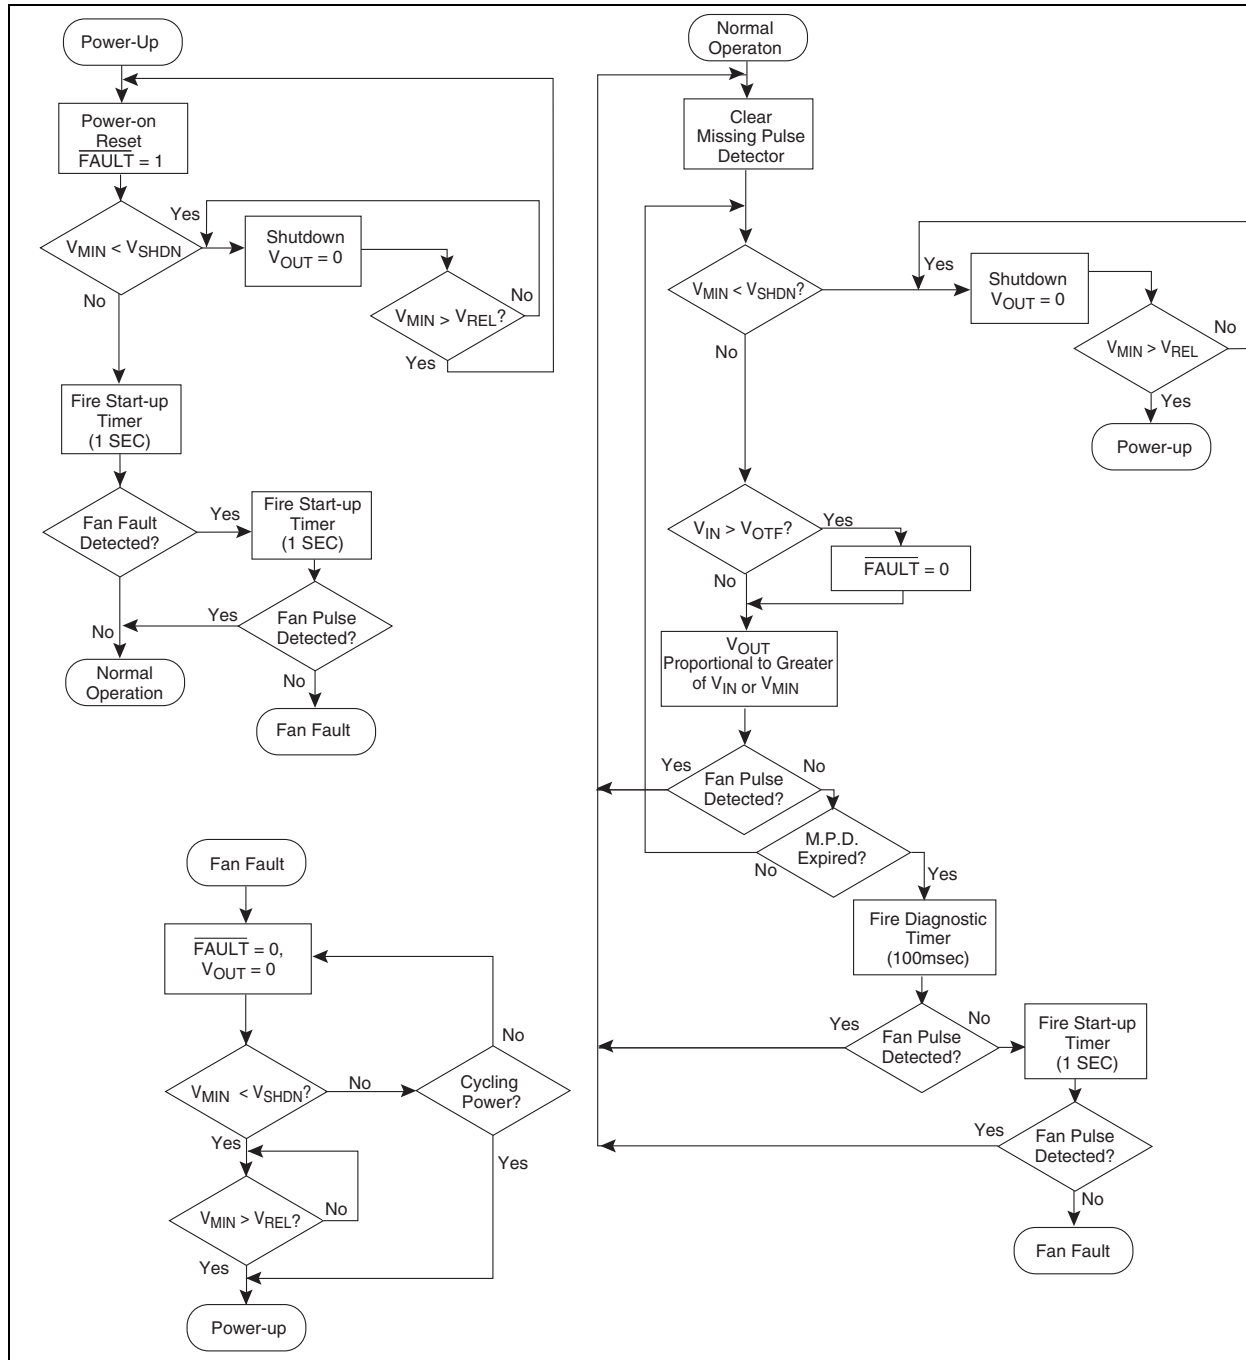 Power-Up
Power-on
Reset
FAULT = 1
Yes
VMIN < VSHDN
No
Shutdown
VOUT = 0
VMIN > VREL?
No
Yes
Fire Start-up
Timer
(1 SEC)
Fan Fault
Detected?
Yes
Fire Start-up
Timer
(1 SEC)
No
Yes
Fan Pulse
Detected?
Normal
Operation
No
Fan Fault
Fan Fault
FAULT = 0,
VOUT = 0
No
VMIN < VSHDN?
No
Cycling
Power?
Yes
Yes
VMIN > VREL?
No
Yes
Power-up
Normal
Operaton
Clear
Missing Pulse
Detector
Yes
VMIN < VSHDN?
No
Shutdown
VOUT = 0
VMIN > VREL
No
Yes
Power-up
VIN > VOTF?
Yes
No
FAULT = 0
VOUT
Proportional to Greater
of VIN or VMIN
Yes
Fan Pulse
Detected?
No
M.P.D.
Expired?
No
Yes
Fire Diagnostic
Timer
(100msec)
Yes
Fan Pulse
Detected?
No
Fire Start-up
Timer
(1 SEC)
Yes
Fan Pulse
Detected?
No
Fan Fault